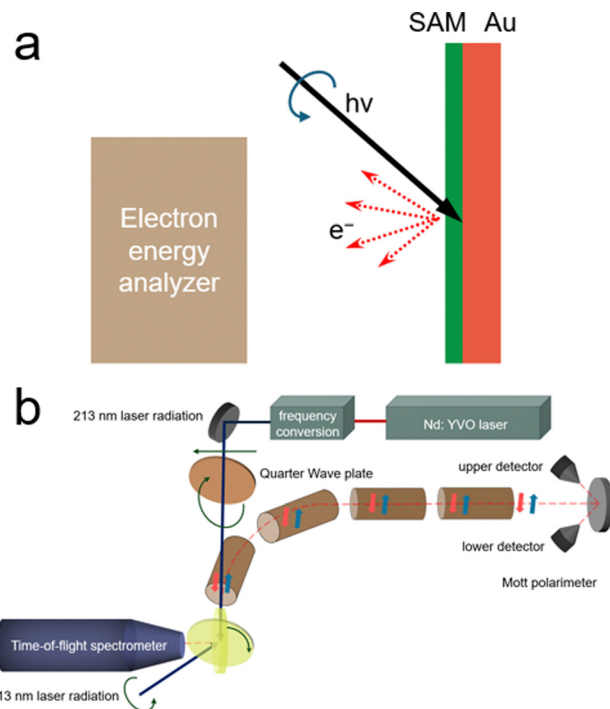 a
SAM Au
hν
e⁻
Electron
energy
analyzer
b
213 nm laser radiation
frequency
conversion
Nd: YVO laser
Quarter Wave plate
upper detector
lower detector
Mott polarimeter
Time-of-flight spectrometer
13 nm laser radiation